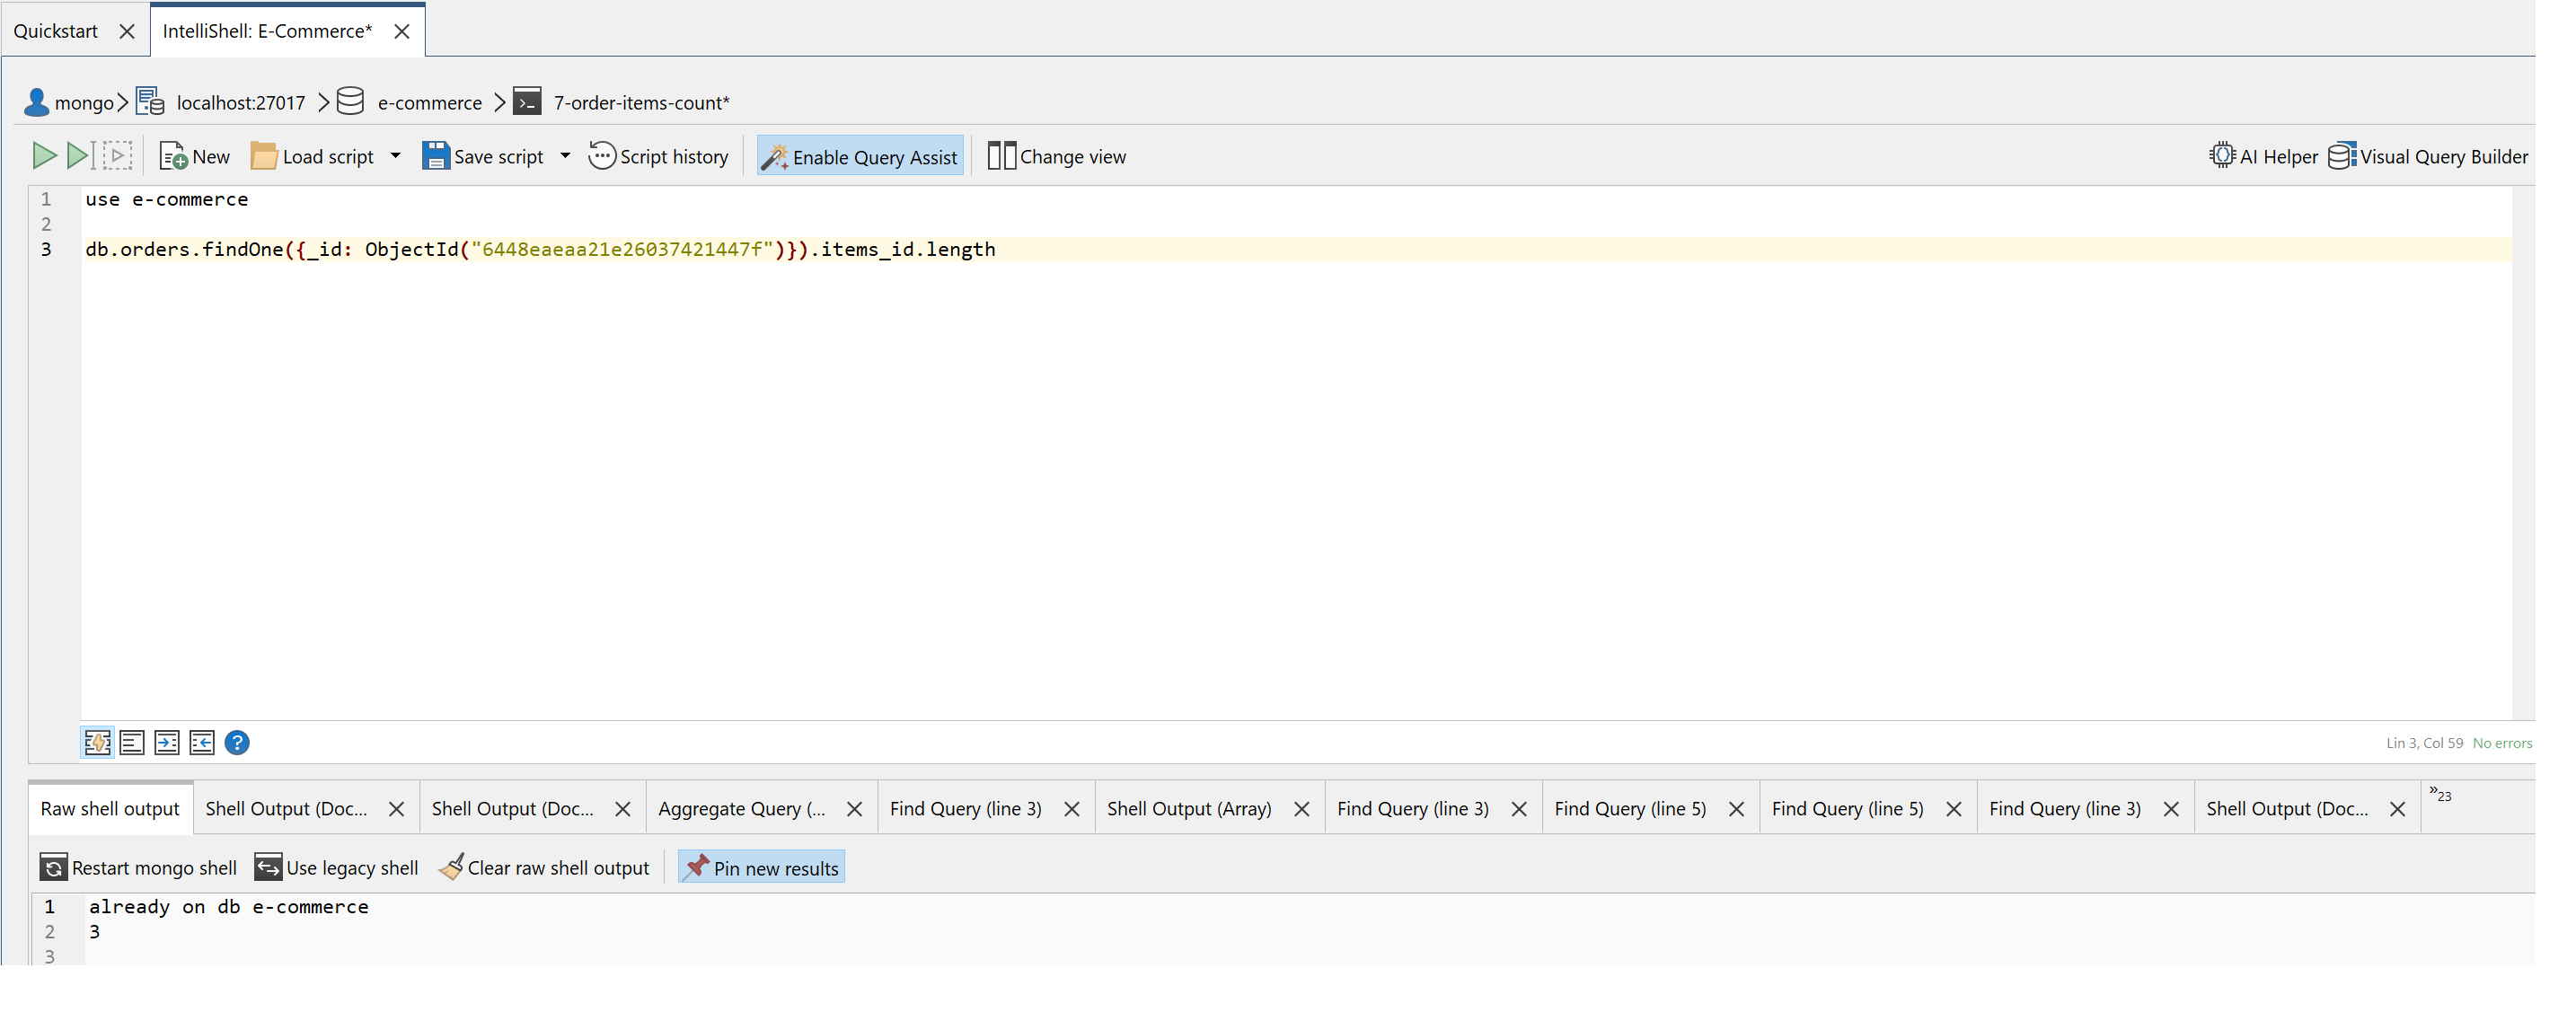 Quickstart IntelliShell: E-Commerce*
mongo localhost:27017 e-commerce 7-order-items-count*
New Load script Save script Script history Enable Query Assist Change view AI Helper Visual Query Builder
1 use e-commerce
2
3 db.orders.findOne({_id: ObjectId("6448eaeaa21e26037421447f")}).items_id.length
Lin 3, Col 59 No errors
Raw shell output Shell Output (Doc... Shell Output (Doc... Aggregate Query (... Find Query (line 3) Shell Output (Array) Find Query (line 3) Find Query (line 5) Find Query (line 5) Find Query (line 3) Shell Output (Doc... »23
Restart mongo shell Use legacy shell Clear raw shell output Pin new results
1 already on db e-commerce
2 3
3